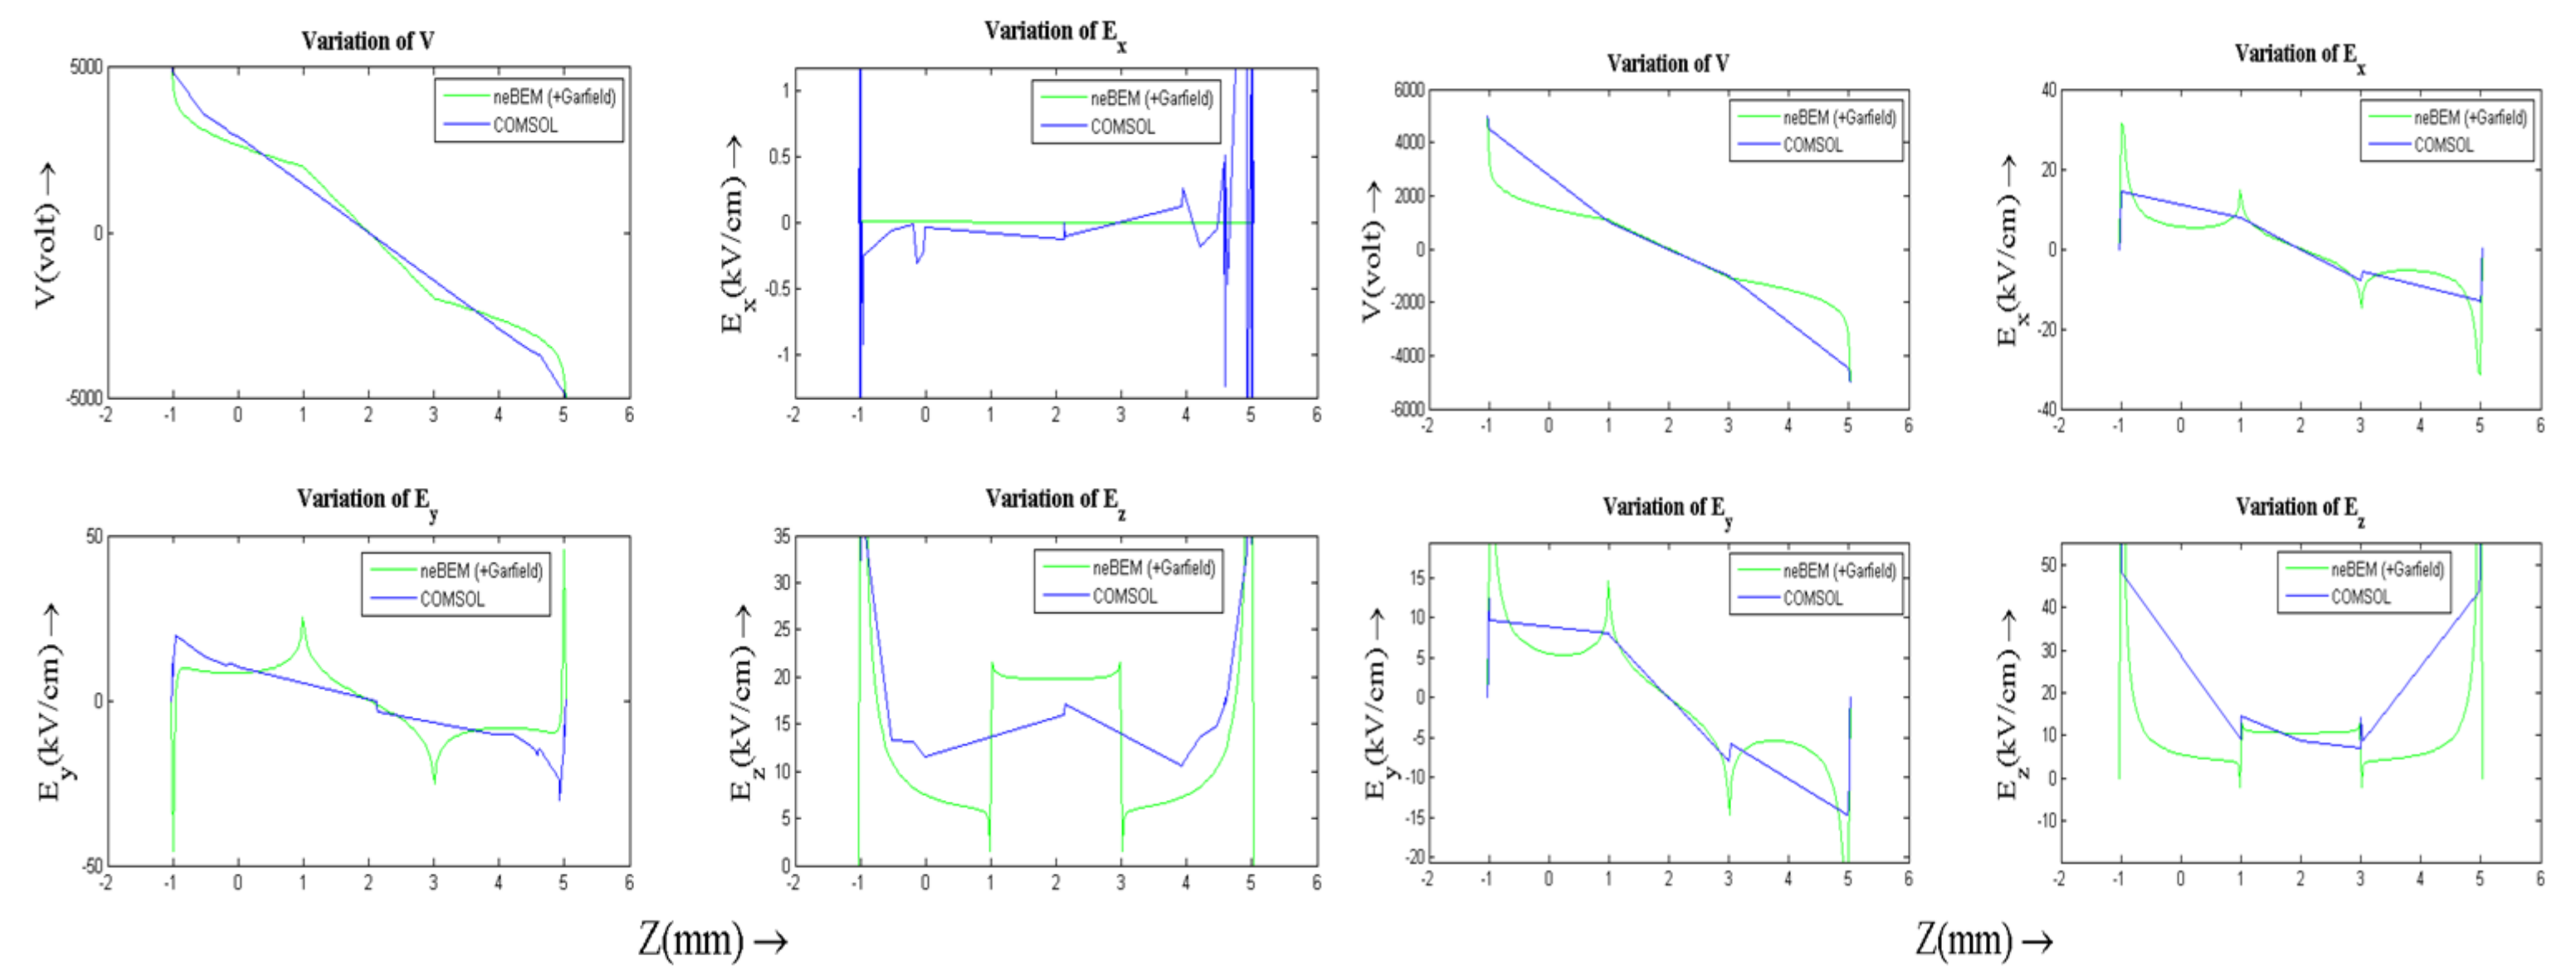 Variation of V
5000
0
-5000
-2 -1 0 1 2 3 4 5 6
V(volt) →
neBEM (+Garfield)
COMSOL
Variation of Ex
1
0.5
0
-0.5
-1
-2 -1 0 1 2 3 4 5 6
Ex(kV/cm) →
neBEM (+Garfield)
COMSOL
Variation of V
6000
4000
2000
0
-2000
-4000
-6000
-2 -1 0 1 2 3 4 5 6
V(volt) →
neBEM (+Garfield)
COMSOL
Variation of Ex
40
20
0
-20
-40
-2 -1 0 1 2 3 4 5 6
Ex(kV/cm) →
neBEM (+Garfield)
COMSOL
Variation of Ey
50
0
-50
-2 -1 0 1 2 3 4 5 6
Ey(kV/cm) →
neBEM (+Garfield)
COMSOL
Variation of Ez
35
30
25
20
15
10
5
0
-2 -1 0 1 2 3 4 5 6
Ez(kV/cm) →
neBEM (+Garfield)
COMSOL
Variation of Ey
15
10
5
0
-5
-10
-15
-20
-2 -1 0 1 2 3 4 5 6
Ey(kV/cm) →
neBEM (+Garfield)
COMSOL
Variation of Ez
50
40
30
20
10
0
-10
-2 -1 0 1 2 3 4 5 6
Ez(kV/cm) →
neBEM (+Garfield)
COMSOL
Z(mm) →
Z(mm) →